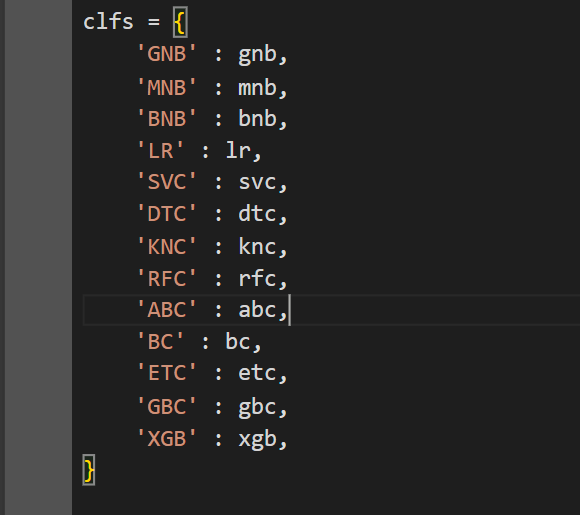 clfs = {
    'GNB' : gnb,
    'MNB' : mnb,
    'BNB' : bnb,
    'LR' : lr,
    'SVC' : svc,
    'DTC' : dtc,
    'KNC' : knc,
    'RFC' : rfc,
    'ABC' : abc,
    'BC' : bc,
    'ETC' : etc,
    'GBC' : gbc,
    'XGB' : xgb,
}